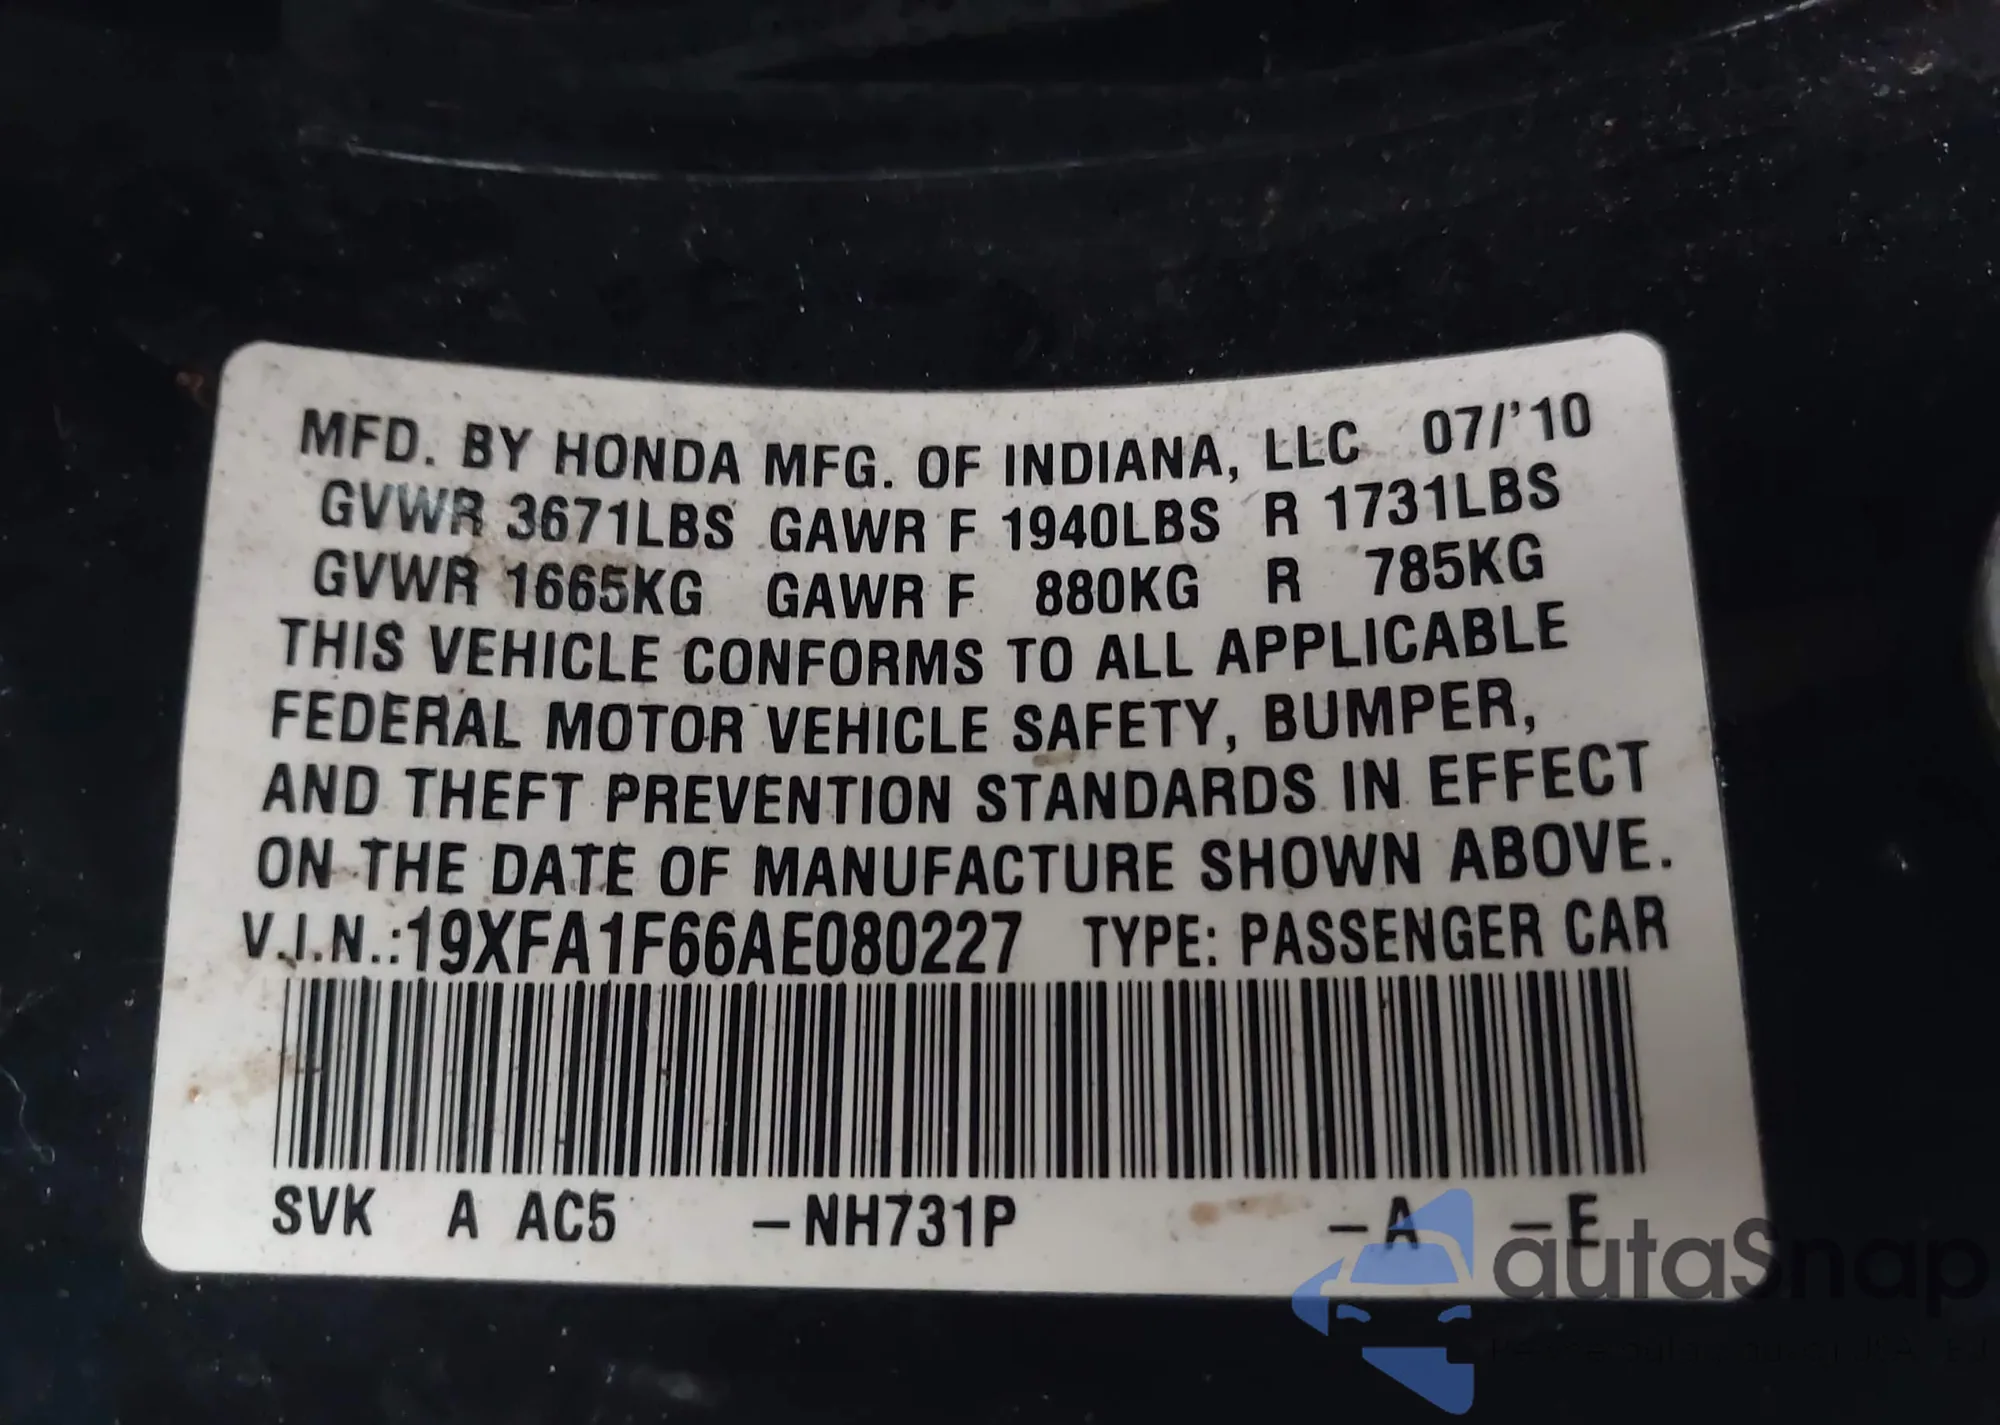 MFD. BY HONDA MFG. OF INDIANA, LLC 07/'10
GVWR 3671LBS GAWR F 1940LBS R 1731LBS
GVWR 1665KG GAWR F 880KG R 785KG
THIS VEHICLE CONFORMS TO ALL APPLICABLE
FEDERAL MOTOR VEHICLE SAFETY, BUMPER,
AND THEFT PREVENTION STANDARDS IN EFFECT
ON THE DATE OF MANUFACTURE SHOWN ABOVE.
V.I.N.:19XFA1F66AE080227 TYPE: PASSENGER CAR
SVK A AC5 -NH731P -A -E
autaSnap